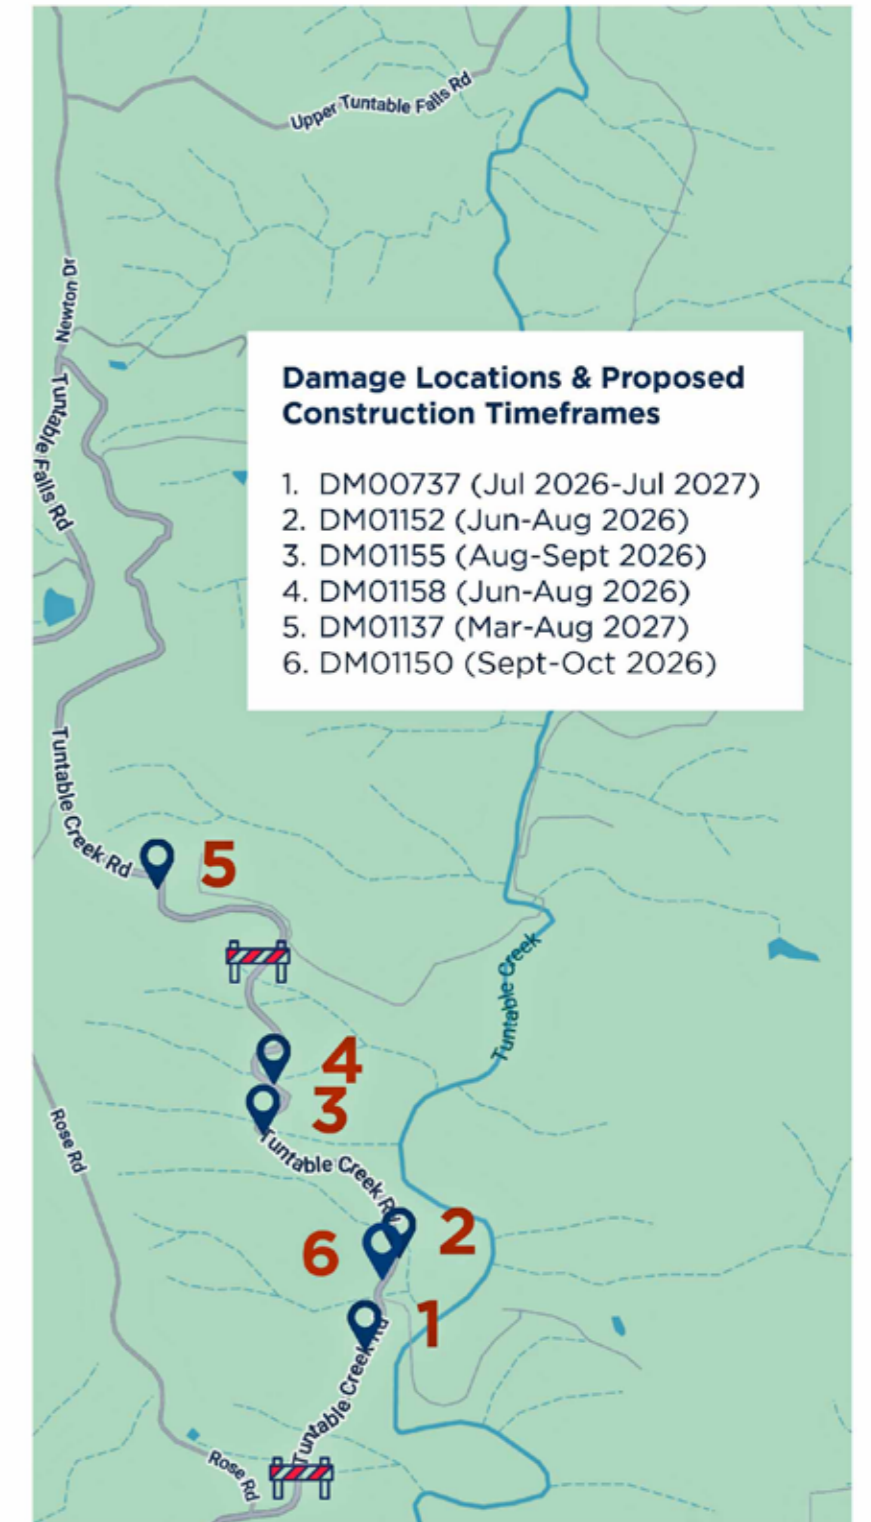 Upper Tuntable Falls Rd
Newton Dr
Tuntable Falls Rd
Damage Locations & Proposed
Construction Timeframes
1. DM00737 (Jul 2026-Jul 2027)
2. DM01152 (Jun-Aug 2026)
3. DM01155 (Aug-Sept 2026)
4. DM01158 (Jun-Aug 2026)
5. DM01137 (Mar-Aug 2027)
6. DM01150 (Sept-Oct 2026)
Tuntable Creek Rd
5
Tuntable Creek
4
3
Rose Rd
Tuntable Creek Rd
2
6
1
Tuntable Creek Rd
Rose Rd